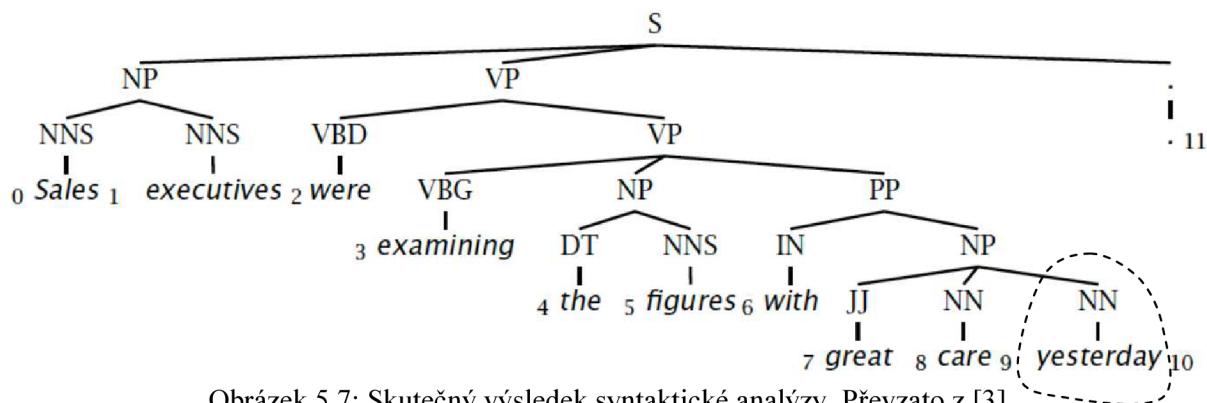 S
NP VP .
NNS NNS VBD VP . 11
0 Sales 1 executives 2 were VBG NP PP
3 examining DT NNS IN NP
4 the 5 figures 6 with JJ NN NN
7 great 8 care 9 yesterday 10
Obrázek 5.7: Skutečný výsledek syntaktické analýzy. Převzato z [3]